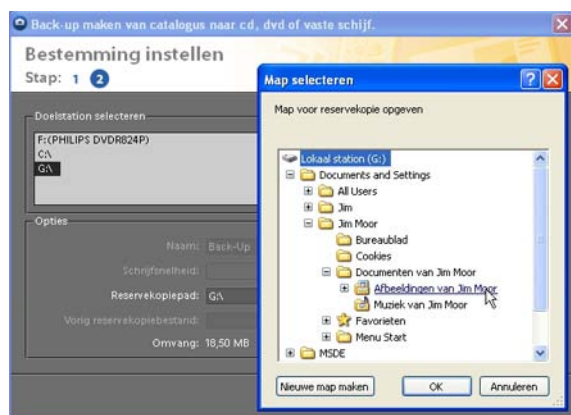 Back-up maken van catalogus naar cd, dvd of vaste schijf.
Bestemming instellen
Stap: 1 2
Doelstation selecteren
F:(PHILIPS DVDR824P)
C:\
G:\
Opties
Naam: Back-Up
Schrijfsnelheid:
Reservekopiepad: G:\
Vorig reservekopiebestand:
Omvang: 18,50 MB
Map selecteren
Map voor reservekopie opgeven
Lokaal station (G:)
Documents and Settings
All Users
Jim
Jim Moor
Bureaublad
Cookies
Documenten van Jim Moor
Afbeeldingen van Jim Moor
Muziek van Jim Moor
Favorieten
Menu Start
MSDE
Nieuwe map maken OK Annuleren